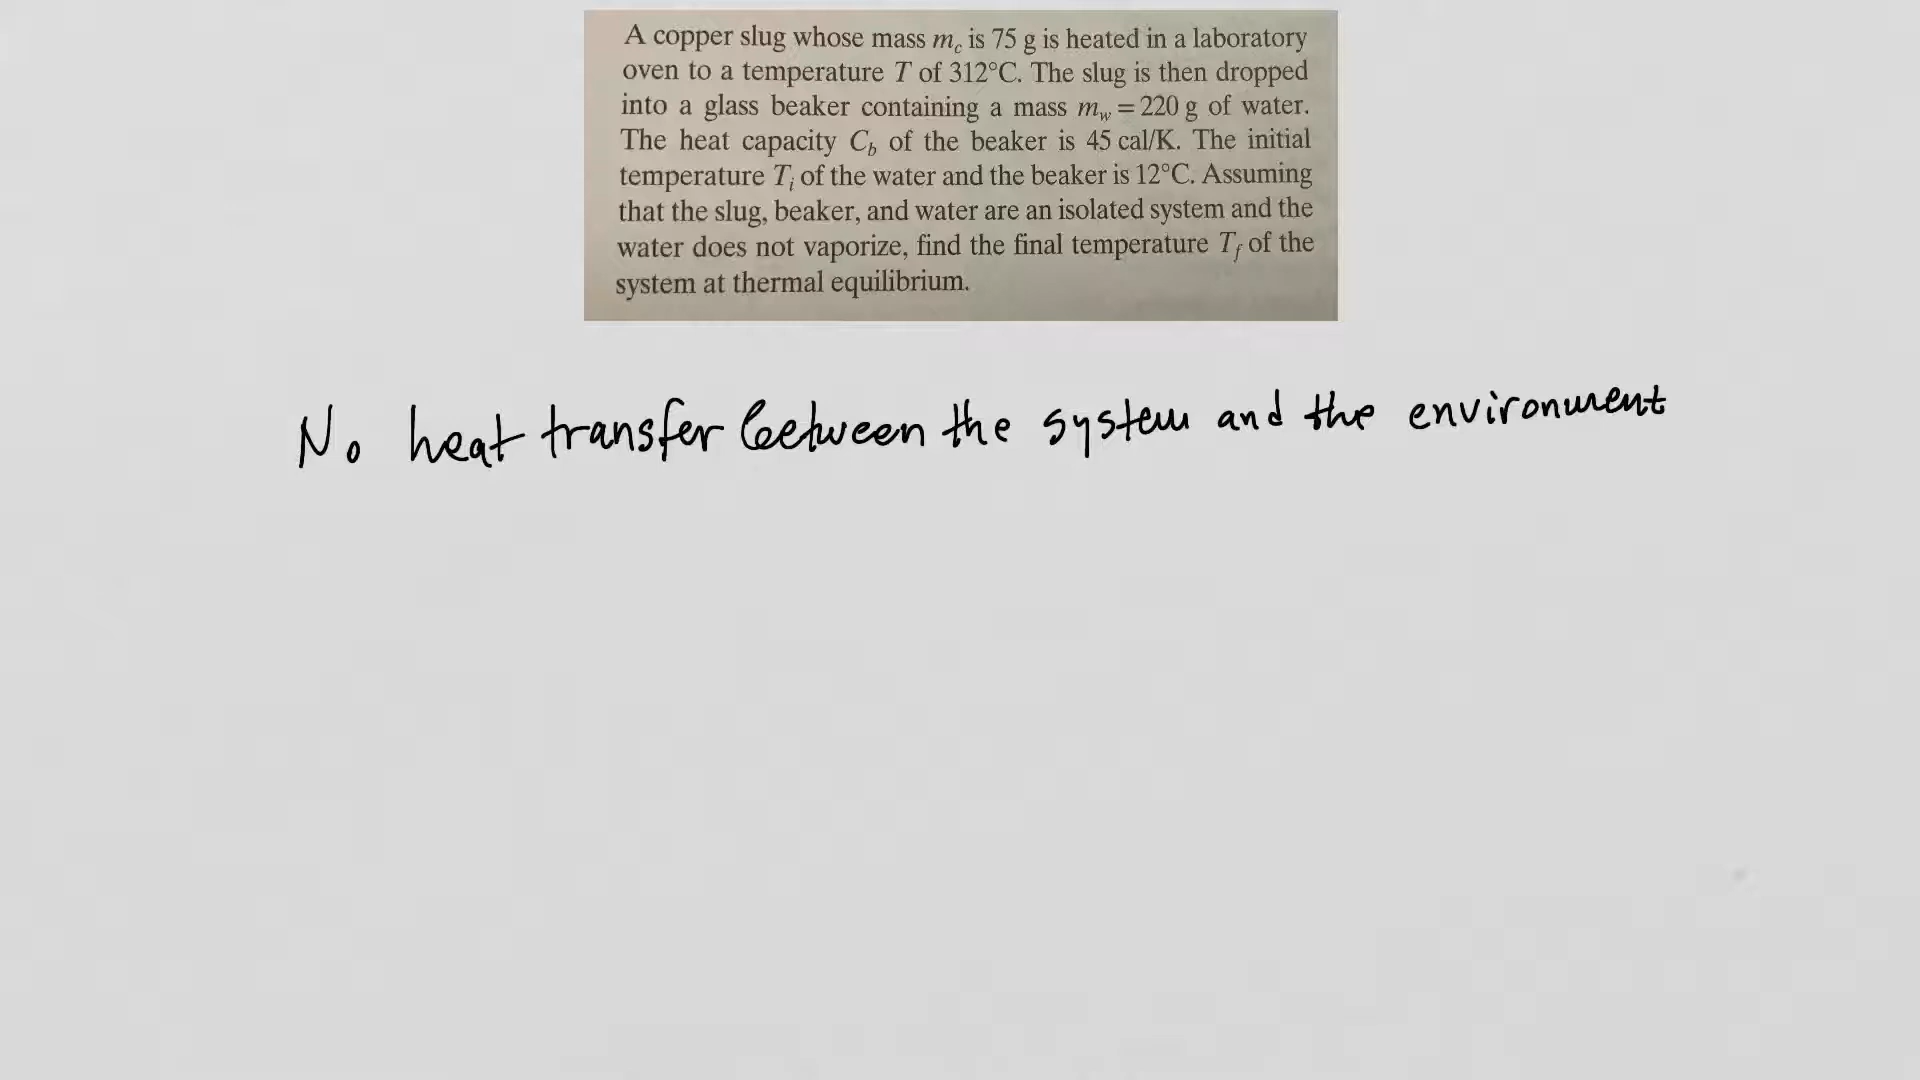 A copper slug whose mass m_c is 75 g is heated in a laboratory
oven to a temperature T of 312°C. The slug is then dropped
into a glass beaker containing a mass m_w = 220 g of water.
The heat capacity C_b of the beaker is 45 cal/K. The initial
temperature T_i of the water and the beaker is 12°C. Assuming
that the slug, beaker, and water are an isolated system and the
water does not vaporize, find the final temperature T_f of the
system at thermal equilibrium.
No heat transfer between the system and the environment